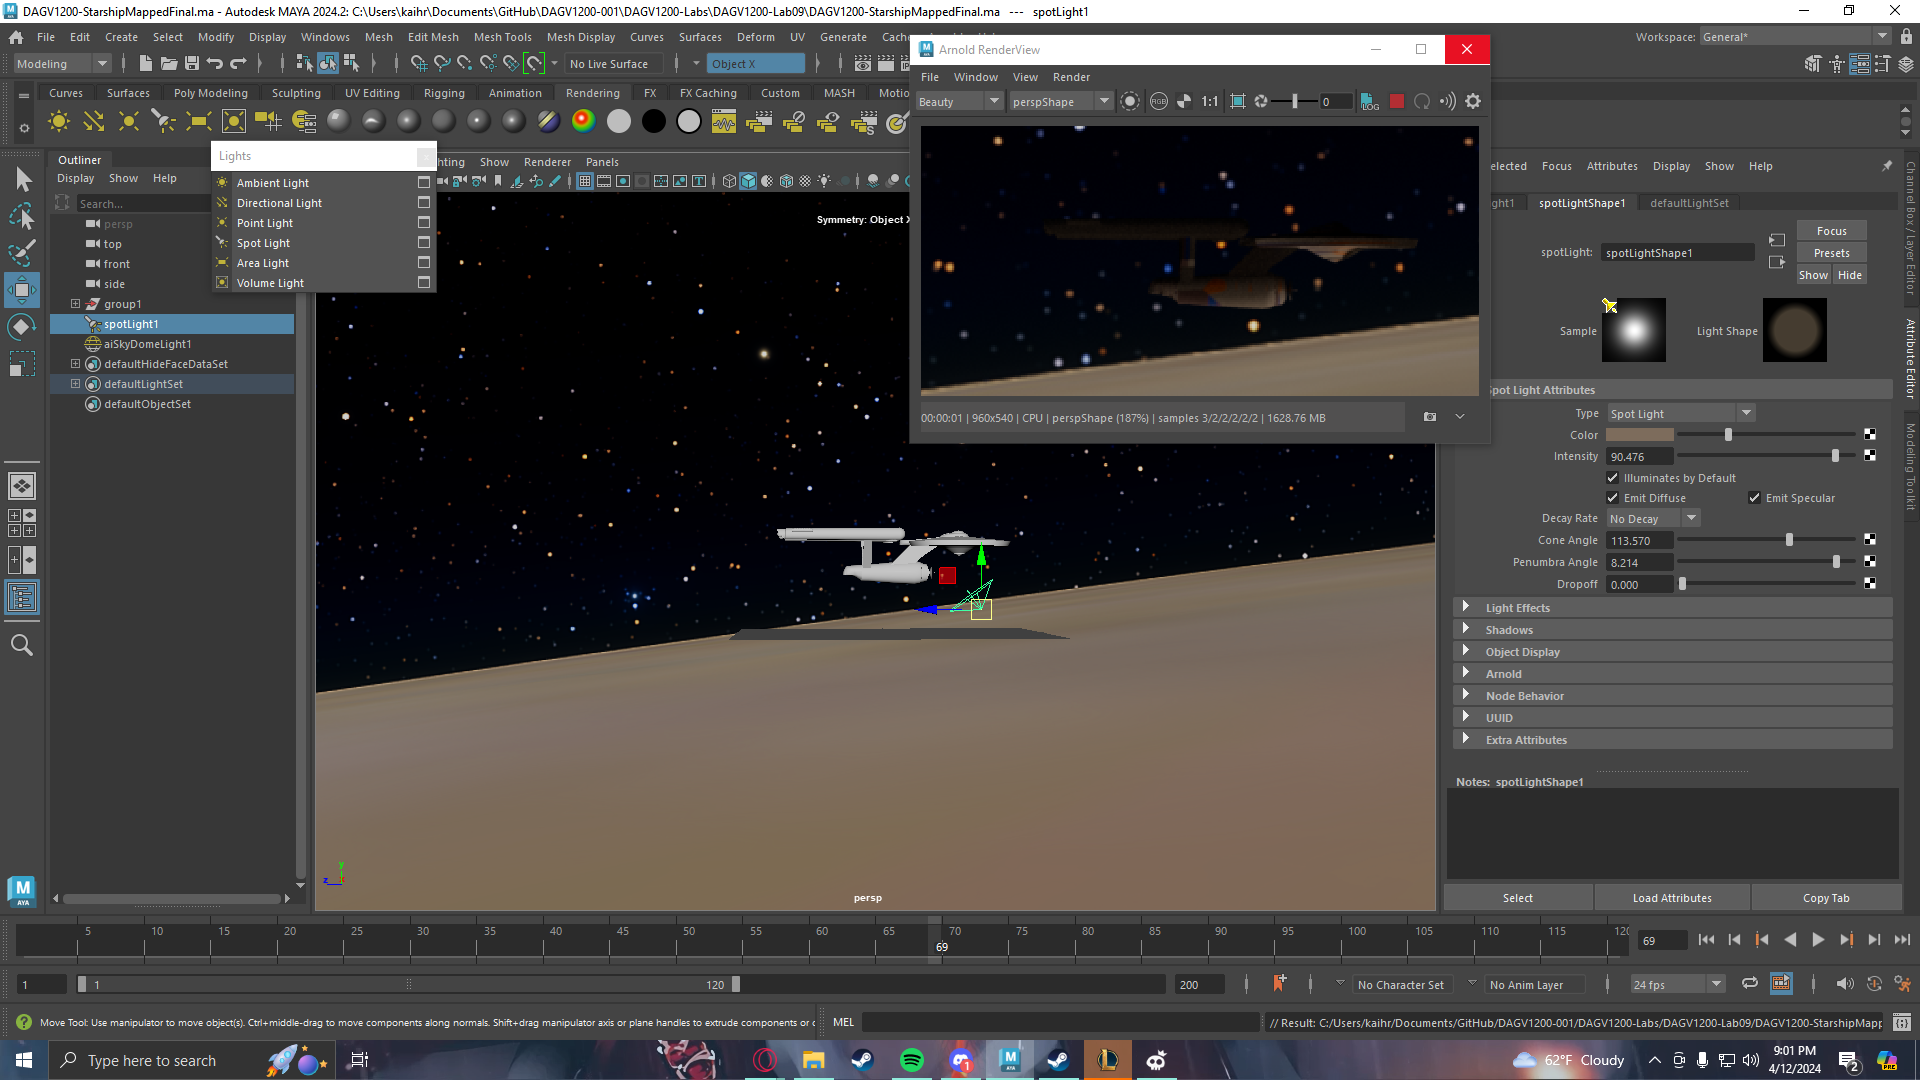 DAGV1200-StarshipMappedFinal.ma - Autodesk MAYA 2024.2: C:\Users\kaihr\Documents\GitHub\DAGV1200-001\DAGV1200-Labs\DAGV1200-Lab09\DAGV1200-StarshipMappedFinal.ma --- spotLight1
File Edit Create Select Modify Display Windows Mesh Edit Mesh Mesh Tools Mesh Display Curves Surfaces Deform UV Generate Cache
Workspace: General*
Modeling
No Live Surface
Object X
Curves Surfaces Poly Modeling Sculpting UV Editing Rigging Animation Rendering FX FX Caching Custom MASH
Arnold RenderView
File Window View Render
Beauty
perspShape
1:1
0
LOG
00:00:01 | 960x540 | CPU | perspShape (187%) | samples 3/2/2/2/2/2 | 1628.76 MB
Outliner
Display Show Help
Search...
persp
top
front
side
group1
spotLight1
aiSkyDomeLight1
defaultHideFaceDataSet
defaultLightSet
defaultObjectSet
Lights
Ambient Light
Directional Light
Point Light
Spot Light
Area Light
Volume Light
Show Renderer Panels
Symmetry: Object X
persp
Focus Attributes Display Show Help
spotLightShape1 defaultLightSet
spotLight: spotLightShape1
Focus
Presets
Show Hide
Sample
Light Shape
Spot Light Attributes
Type Spot Light
Color
Intensity 90.476
Illuminates by Default
Emit Diffuse Emit Specular
Decay Rate No Decay
Cone Angle 113.570
Penumbra Angle 8.214
Dropoff 0.000
Light Effects
Shadows
Object Display
Arnold
Node Behavior
UUID
Extra Attributes
Notes: spotLightShape1
Select Load Attributes Copy Tab
Channel Box / Layer Editor
Attribute Editor
Modeling Toolkit
5 10 15 20 25 30 35 40 45 50 55 60 65 70 75 80 85 90 95 100 105 110 115 120
69
69
1 1 120 200 No Character Set No Anim Layer 24 fps
Move Tool: Use manipulator to move object(s). Ctrl+middle-drag to move components along normals. Shift+drag manipulator axis or plane handles to extrude components or
MEL
// Result: C:/Users/kaihr/Documents/GitHub/DAGV1200-001/DAGV1200-Labs/DAGV1200-Lab09/DAGV1200-StarshipMapp
Type here to search
62°F Cloudy
9:01 PM
4/12/2024
2